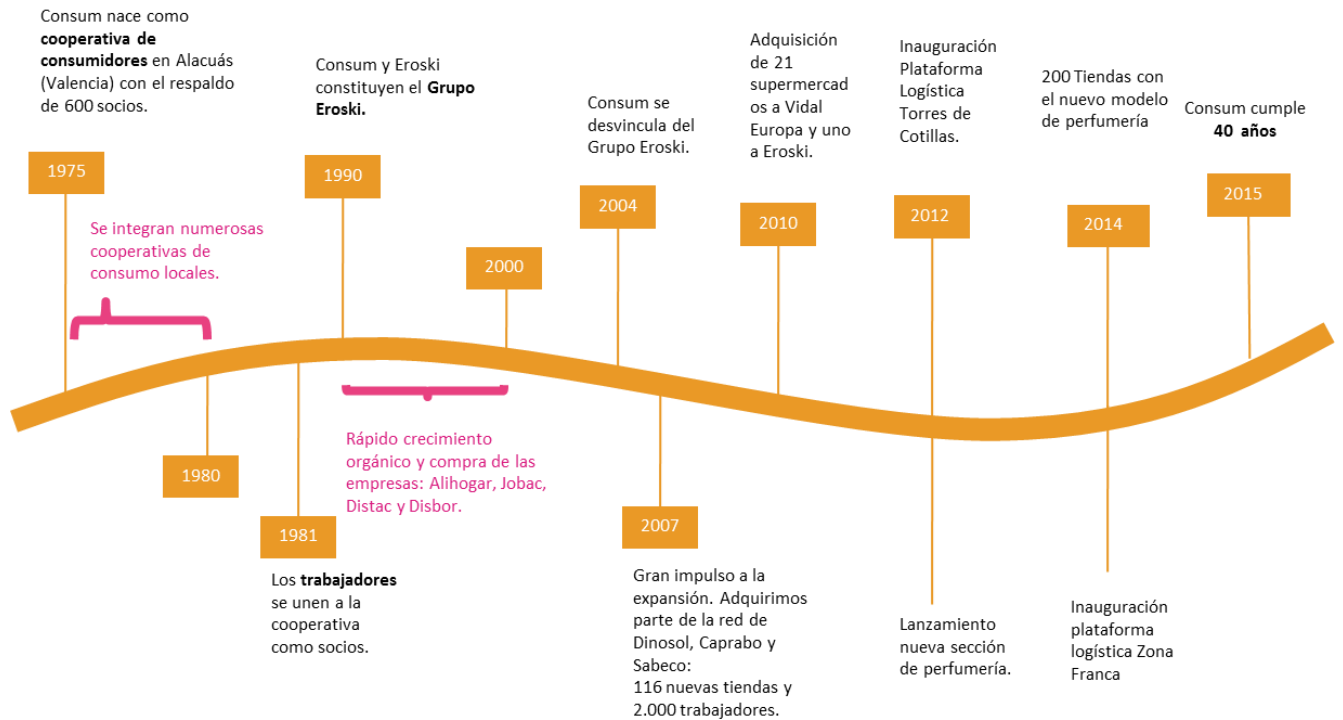 Consum nace como
cooperativa de
consumidores en Alacuás
(Valencia) con el respaldo
de 600 socios.
1975
Se integran numerosas
cooperativas de
consumo locales.
1980
1981
Los trabajadores
se unen a la
cooperativa
como socios.
Consum y Eroski
constituyen el Grupo
Eroski.
1990
Rápido crecimiento
orgánico y compra de las
empresas: Alihogar, Jobac,
Distac y Disbor.
2000
Consum se
desvincula del
Grupo Eroski.
2004
2007
Gran impulso a la
expansión. Adquirimos
parte de la red de
Dinosol, Caprabo y
Sabeco:
116 nuevas tiendas y
2.000 trabajadores.
Adquisición
de 21
supermercad
os a Vidal
Europa y uno
a Eroski.
2010
Inauguración
Plataforma
Logística
Torres de
Cotillas.
2012
Lanzamiento
nueva sección
de perfumería.
200 Tiendas con
el nuevo modelo
de perfumería
2014
Inauguración
plataforma
logística Zona
Franca
Consum cumple
40 años
2015